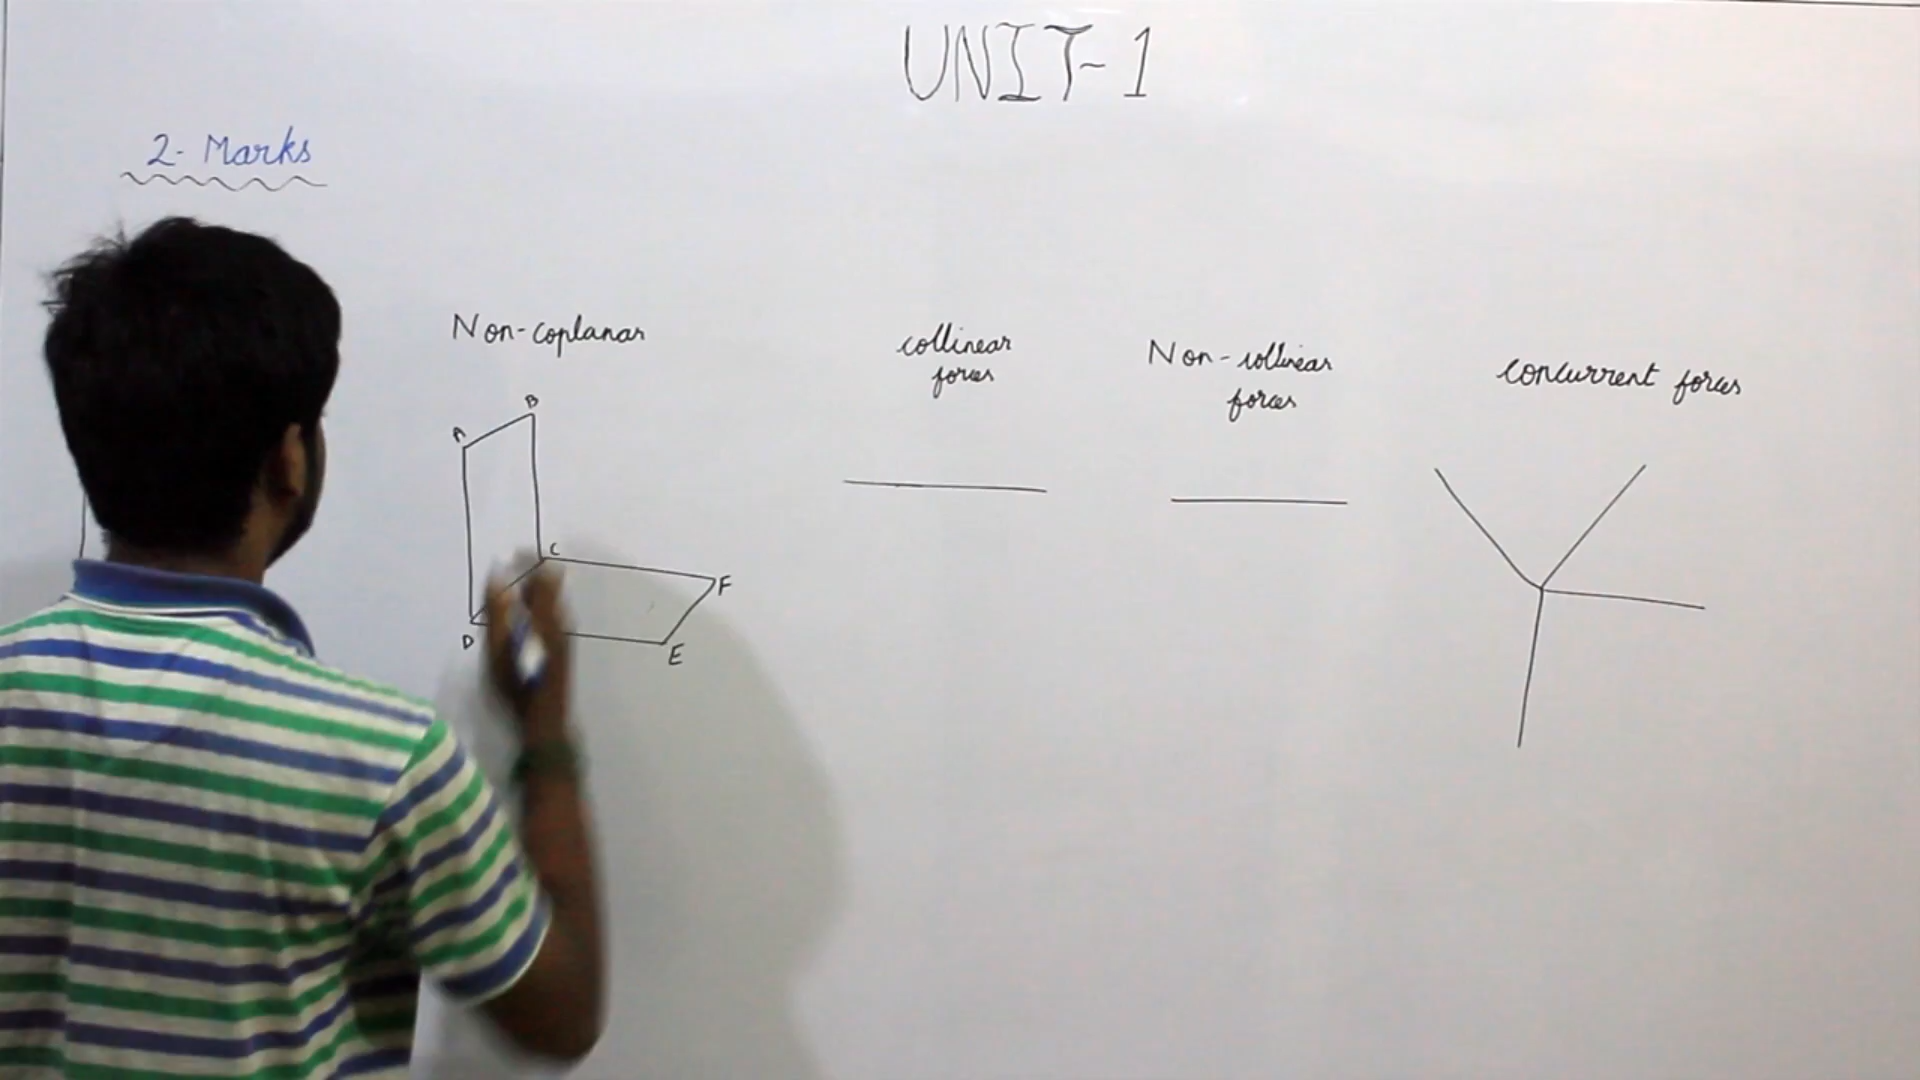 UNIT-1
2- Marks
Non-coplanar
collinear
forces
Non-collinear
forces
concurrent forces
A
B
C
D
E
F